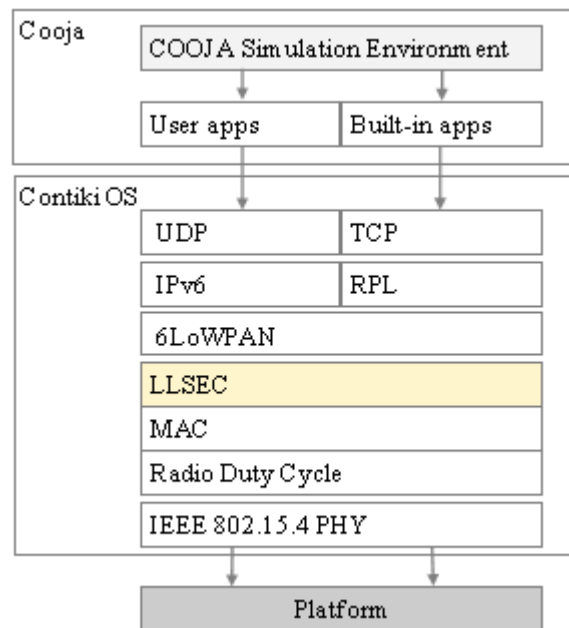 Cooja
COOJA Simulation Environment
User apps
Built-in apps
Contiki OS
UDP
TCP
IPv6
RPL
6LoWPAN
LLSEC
MAC
Radio Duty Cycle
IEEE 802.15.4 PHY
Platform